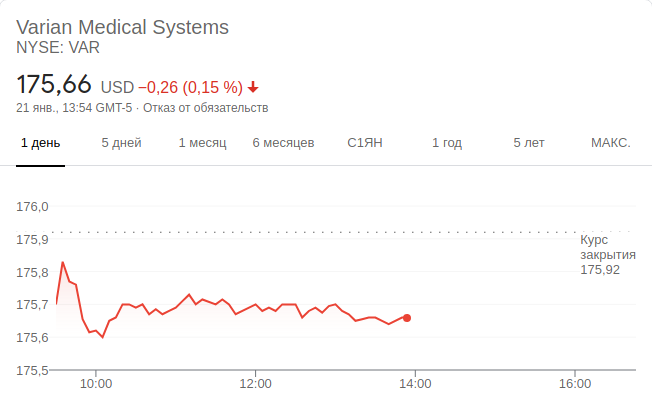 Varian Medical Systems
NYSE: VAR
175,66 USD −0,26 (0,15 %)
21 янв., 13:54 GMT-5 · Отказ от обязательств
1 день 5 дней 1 месяц 6 месяцев С1ЯН 1 год 5 лет МАКС.
176,0
175,9
Курс
закрытия
175,92
175,8
175,7
175,6
175,5
10:00 12:00 14:00 16:00